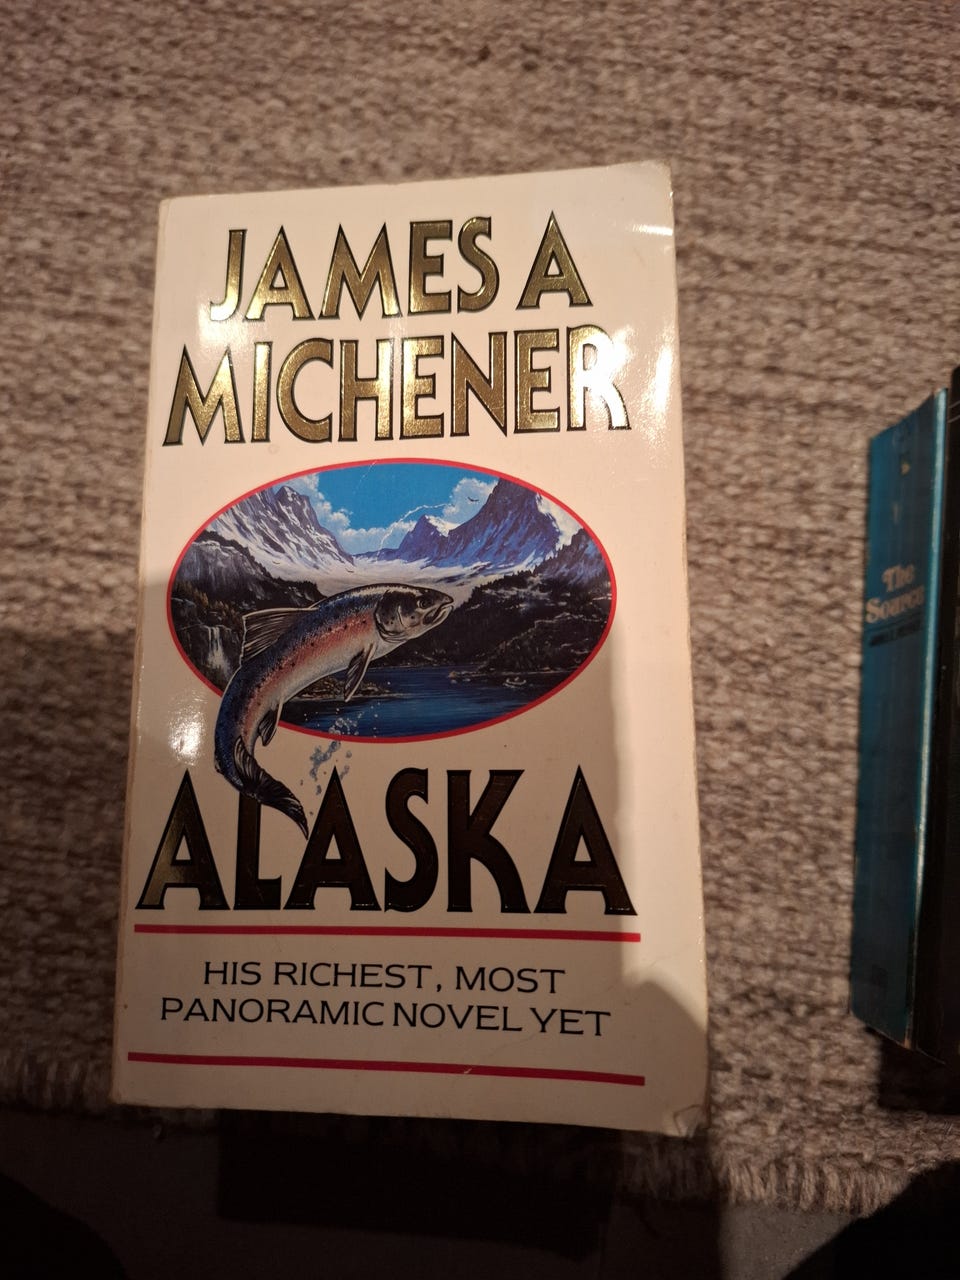 JAMES A
MICHENER
ALASKA
HIS RICHEST, MOST
PANORAMIC NOVEL YET
The
Source